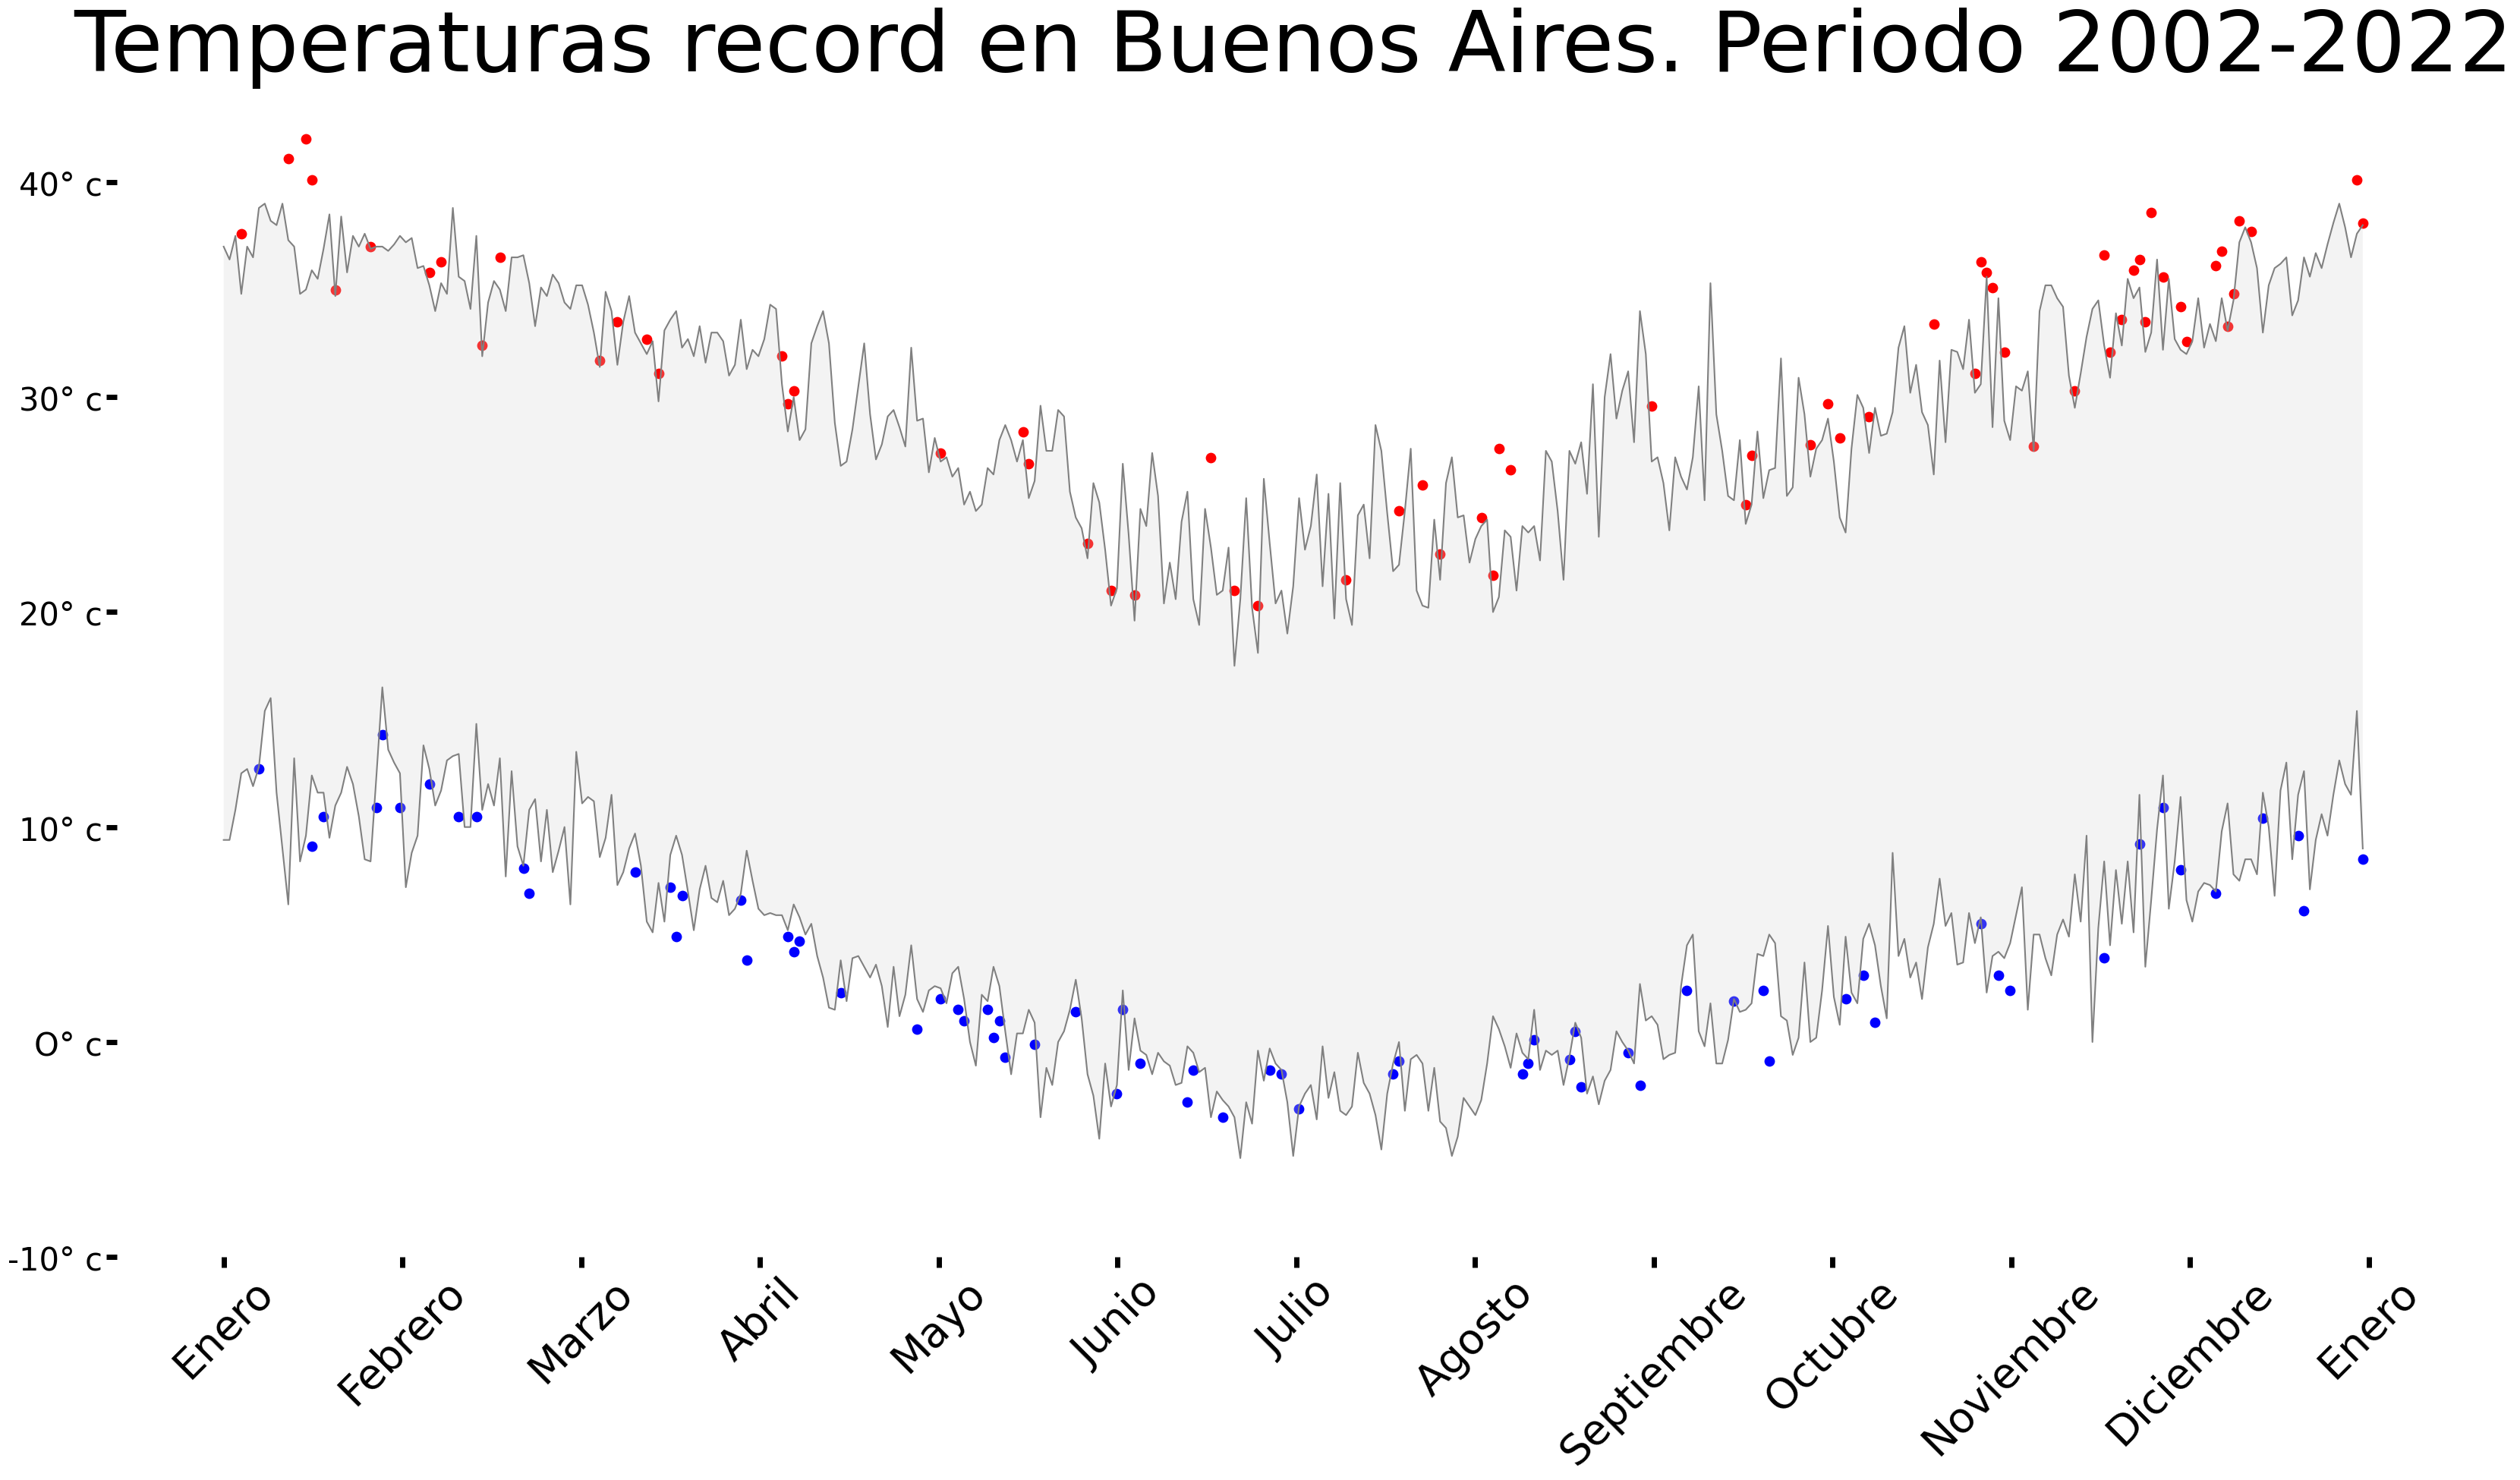 Temperaturas record en Buenos Aires. Periodo 2002-2022
40° c
30° c
20° c
10° c
O° c
-10° c
Enero
Febrero
Marzo
Abril
Mayo
Junio
Julio
Agosto
Septiembre
Octubre
Noviembre
Diciembre
Enero